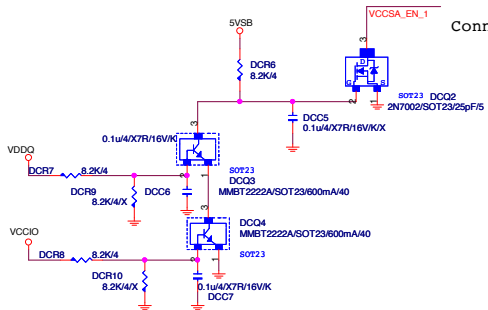 VCCSA_EN_1
Conn
5VSB
3
D
G
S
DCR6
8.2K/4
2
1
SOT23
DCQ2
2N7002/SOT23/25pF/5
DCC5
0.1u/4/X7R/16V/K/X
3
0.1u/4/X7R/16V/K
VDDQ
SOT23
DCR7
8.2K/4
2
1
DCQ3
MMBT2222A/SOT23/600mA/40
DCR9
8.2K/4/X
DCC6
3
DCQ4
MMBT2222A/SOT23/600mA/40
VCCIO
SOT23
DCR8
8.2K/4
2
1
DCR10
8.2K/4/X
0.1u/4/X7R/16V/K
DCC7